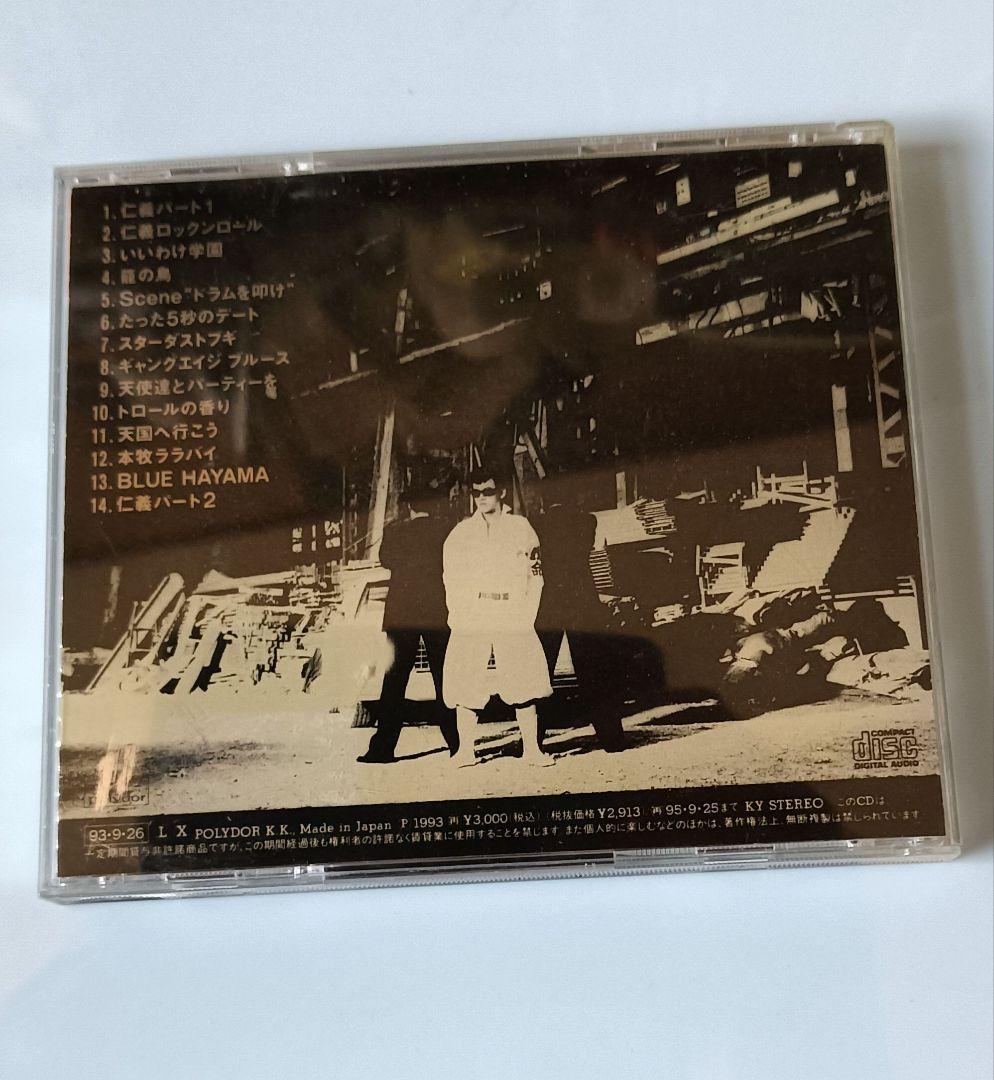 1. 仁義パート1
2. 仁義ロックンロール
3. いいわけ学園
4. 籠の鳥
5. Scene "ドラムを叩け"
6. たった5秒のデート
7. スターダストブギ
8. ギャングエイジ ブルース
9. 天使達とパーティーを
10. トロールの香り
11. 天国へ行こう
12. 本牧ララバイ
13. BLUE HAYAMA
14. 仁義パート2
命
COMPACT
disc
DIGITAL AUDIO
polydor
93・9・26 L X POLYDOR K.K., Made in Japan P 1993 再 ¥3,000(税込) (税抜価格¥2,913) 再 95・9・25まで KY STEREO このCDは
一定期間貸与非許諾商品ですが、この期間経過後も権利者の許諾なく賃貸業に使用することを禁じます。また個人的に楽しむなどのほかは、著作権法上、無断複製は禁じられています